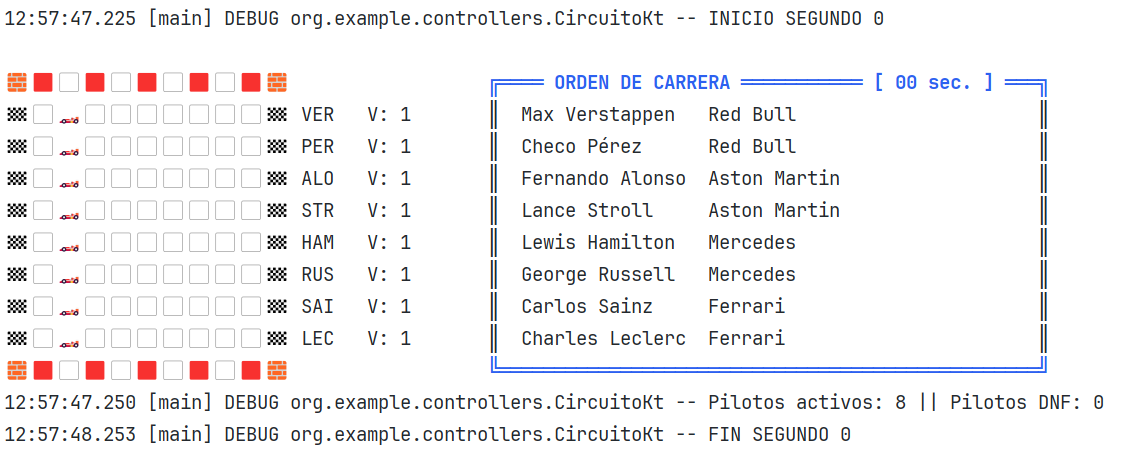 12:57:47.225 [main] DEBUG org.example.controllers.CircuitoKt -- INICIO SEGUNDO 0
ORDEN DE CARRERA [ 00 sec. ]
VER V: 1 Max Verstappen Red Bull
PER V: 1 Checo Pérez Red Bull
ALO V: 1 Fernando Alonso Aston Martin
STR V: 1 Lance Stroll Aston Martin
HAM V: 1 Lewis Hamilton Mercedes
RUS V: 1 George Russell Mercedes
SAI V: 1 Carlos Sainz Ferrari
LEC V: 1 Charles Leclerc Ferrari
12:57:47.250 [main] DEBUG org.example.controllers.CircuitoKt -- Pilotos activos: 8 || Pilotos DNF: 0
12:57:48.253 [main] DEBUG org.example.controllers.CircuitoKt -- FIN SEGUNDO 0